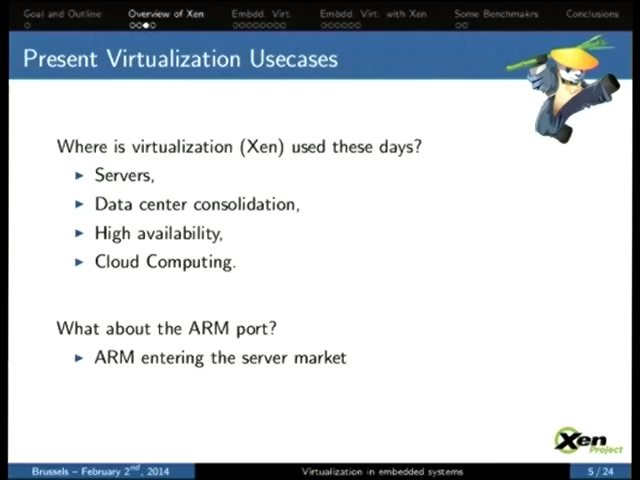 Goal and Outline Overview of Xen Embdd. Virt. Embdd. Virt. with Xen Some Benchmakrs Conclusions
Present Virtualization Usecases
Where is virtualization (Xen) used these days?
Servers,
Data center consolidation,
High availability,
Cloud Computing.
What about the ARM port?
ARM entering the server market
Xen
Project
Brussels – February 2nd, 2014 Virtualization in embedded systems 5 / 24